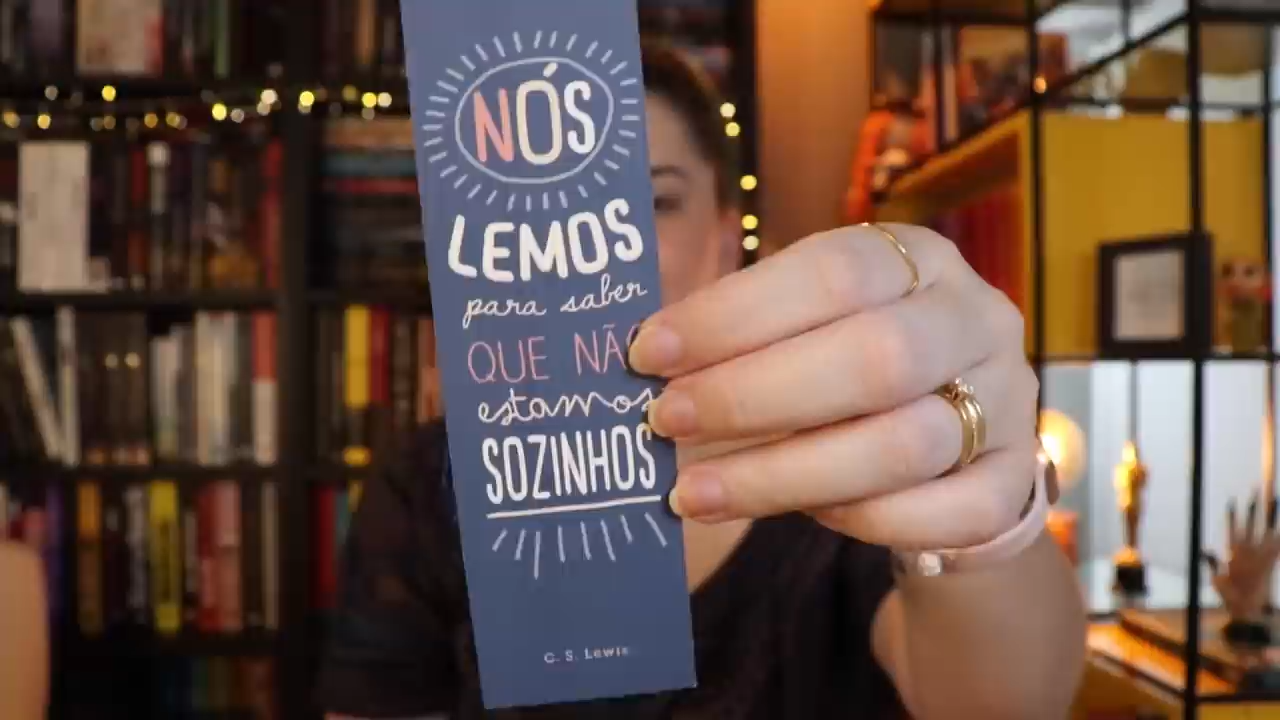 NÓS
LEMOS
para saber
QUE NÃO
estamos
SOZINHOS
C. S. Lewis